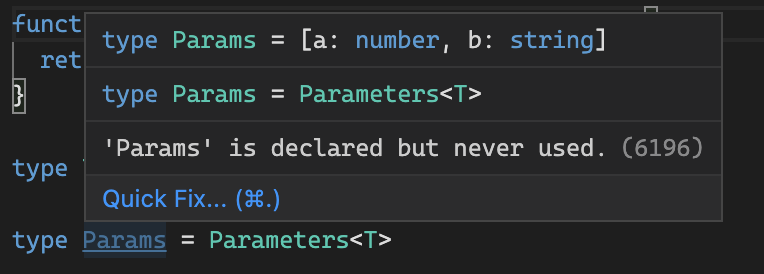 funct
type Params = [a: number, b: string]
ret
type Params = Parameters<T>
}
'Params' is declared but never used. (6196)
type
Quick Fix... (⌘.)
type Params = Parameters<T>